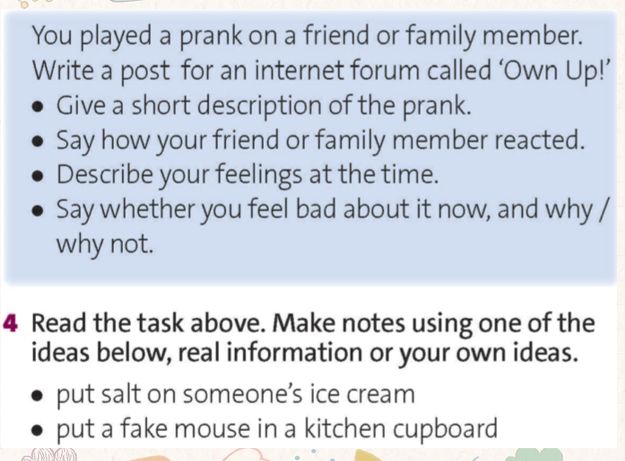 You played a prank on a friend or family member.
Write a post for an internet forum called ‘Own Up!’
• Give a short description of the prank.
• Say how your friend or family member reacted.
• Describe your feelings at the time.
• Say whether you feel bad about it now, and why /
why not.
4 Read the task above. Make notes using one of the
ideas below, real information or your own ideas.
• put salt on someone’s ice cream
• put a fake mouse in a kitchen cupboard